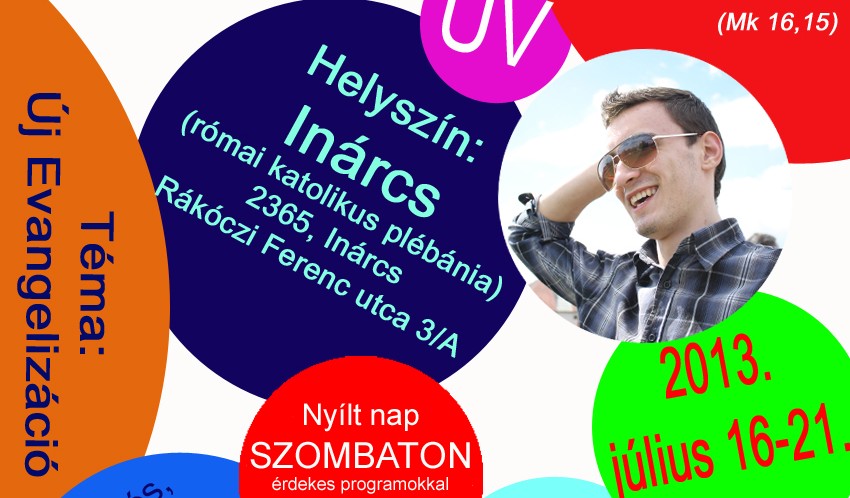 (Mk 16,15)
Téma:
Új Evangelizáció
Helyszín:
Inárcs
(római katolikus plébánia)
2365, Inárcs
Rákóczi Ferenc utca 3/A
2013.
július 16-21.
Nyílt nap
SZOMBATON
érdekes programokkal